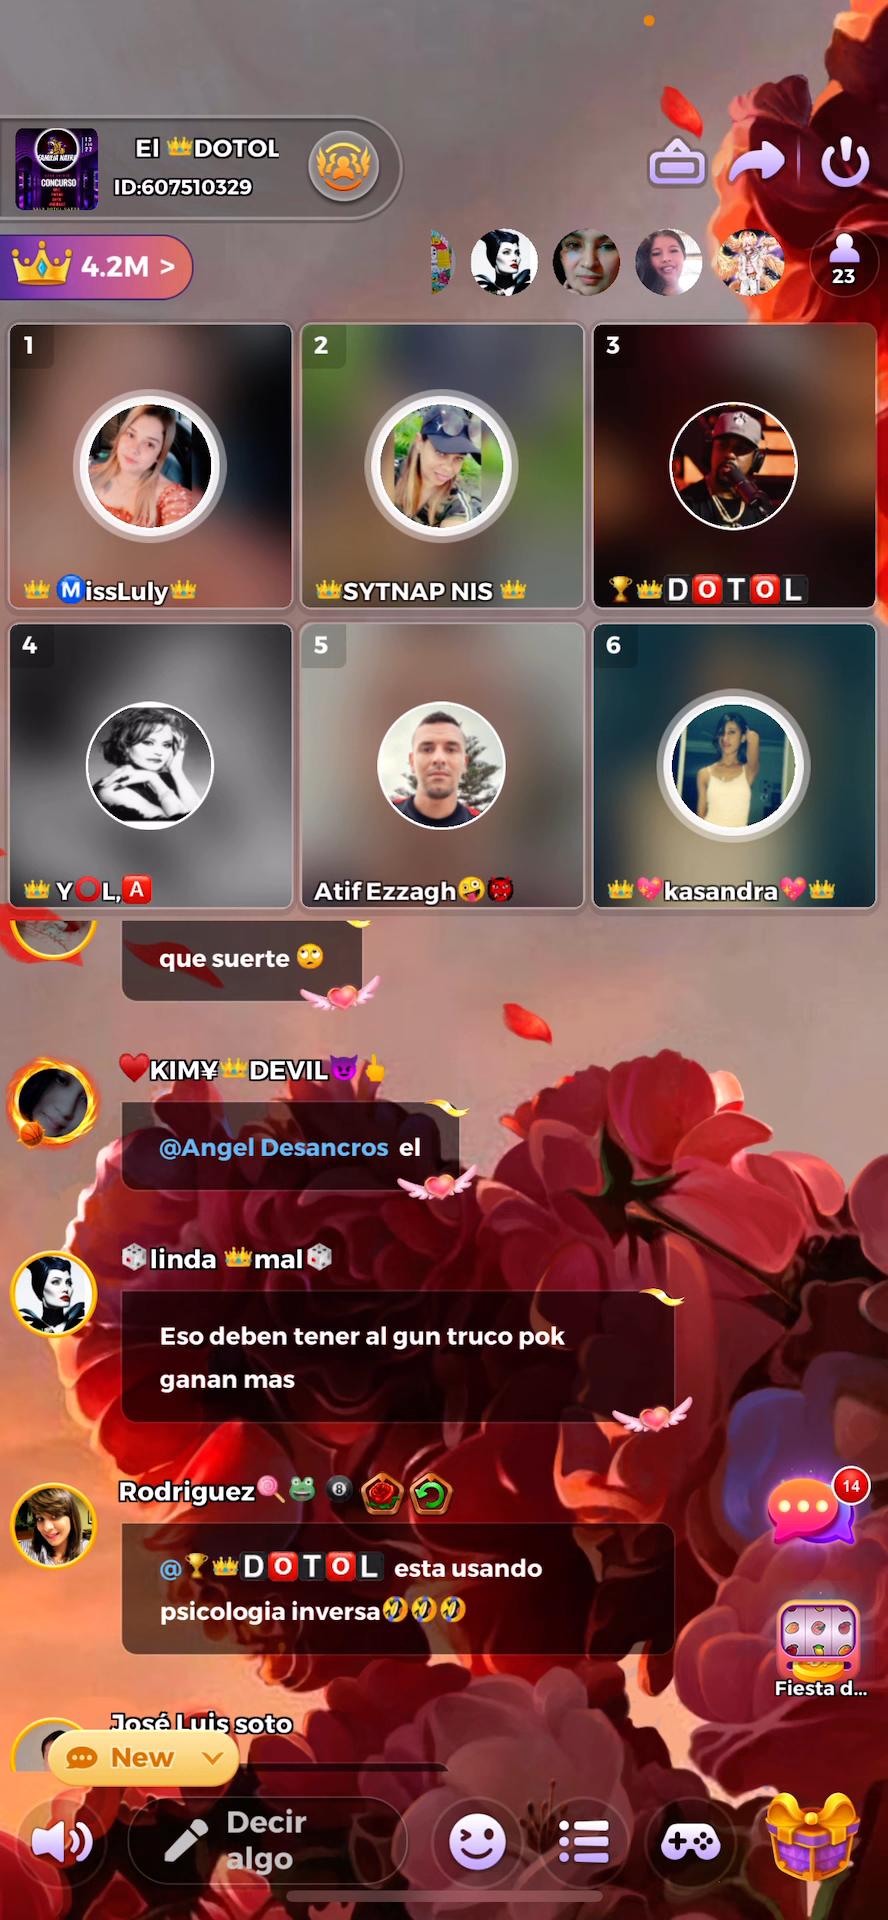 El 👑DOTOL
ID:607510329
CONCURSO
4.2M >
23
1
2
3
👑 ⓂissLuly👑
👑SYTNAP NIS 👑
🏆👑DOTOL
4
5
6
👑 Y⭕L,🅰
Atif Ezzagh🤪👹
👑💖kasandra💖👑
que suerte 🙄
♥KIM¥👑DEVIL😈🖕
@Angel Desancros el
🎲linda 👑mal🎲
Eso deben tener al gun truco pok
ganan mas
Rodriguez🍭🐸 🎱
@🏆👑DOTOL esta usando
psicologia inversa🤣🤣🤣
14
Fiesta d...
José Luis soto
New
Decir
algo